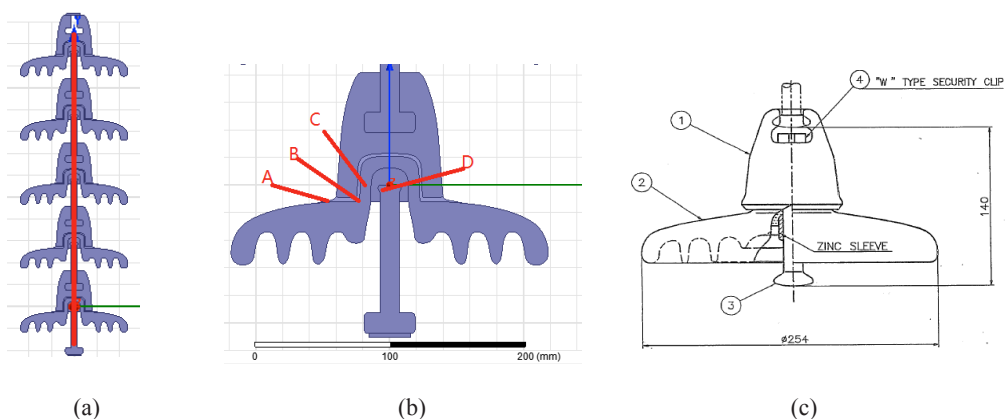 A
B
C
D
0
100
200 (mm)
(a)
(b)
1
2
3
4
"W" TYPE SECURITY CLIP
ZINC SLEEVE
140
ø254
(c)